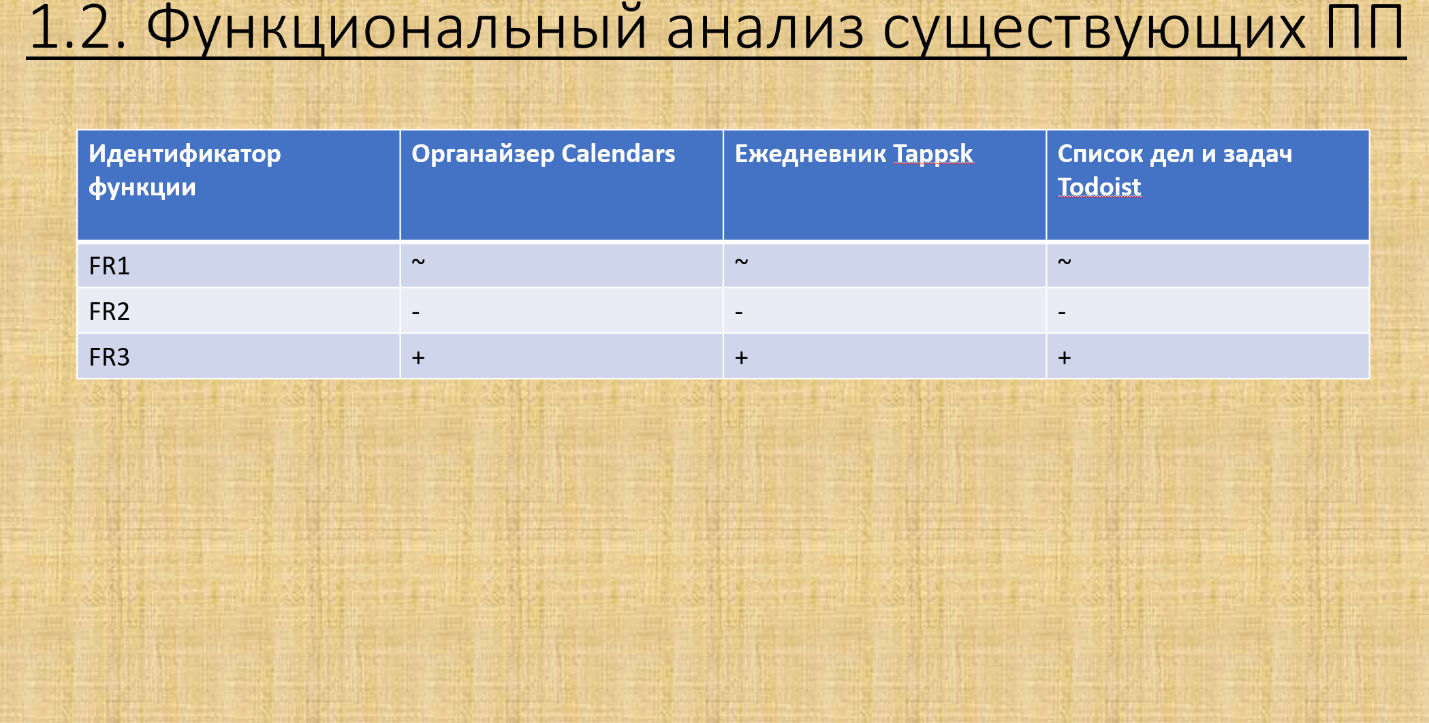 1.2. Функциональный анализ существующих ПП
Идентификатор функции
Органайзер Calendars
Ежедневник Tappsk
Список дел и задач Todoist
FR1 ~ ~ ~
FR2 - - -
FR3 + + +